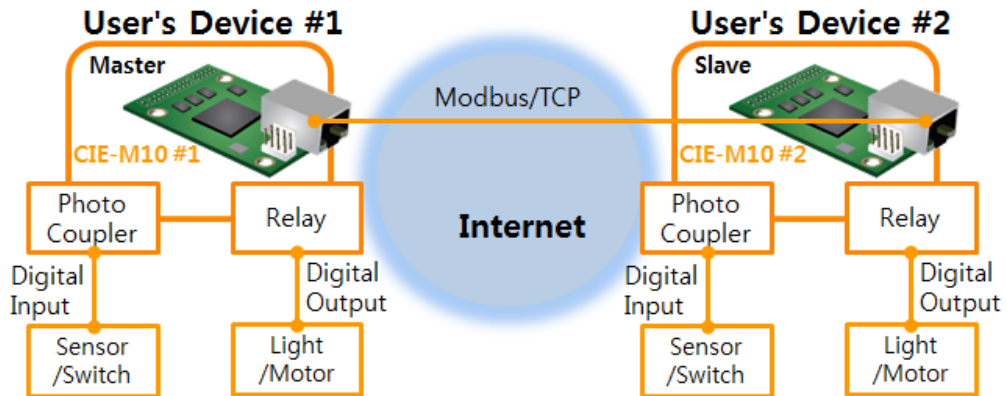 User's Device #1
User's Device #2
Master
Slave
Modbus/TCP
CIE-M10 #1
CIE-M10 #2
Photo
Coupler
Relay
Internet
Photo
Coupler
Relay
Digital
Input
Digital
Output
Digital
Input
Digital
Output
Sensor
/Switch
Light
/Motor
Sensor
/Switch
Light
/Motor